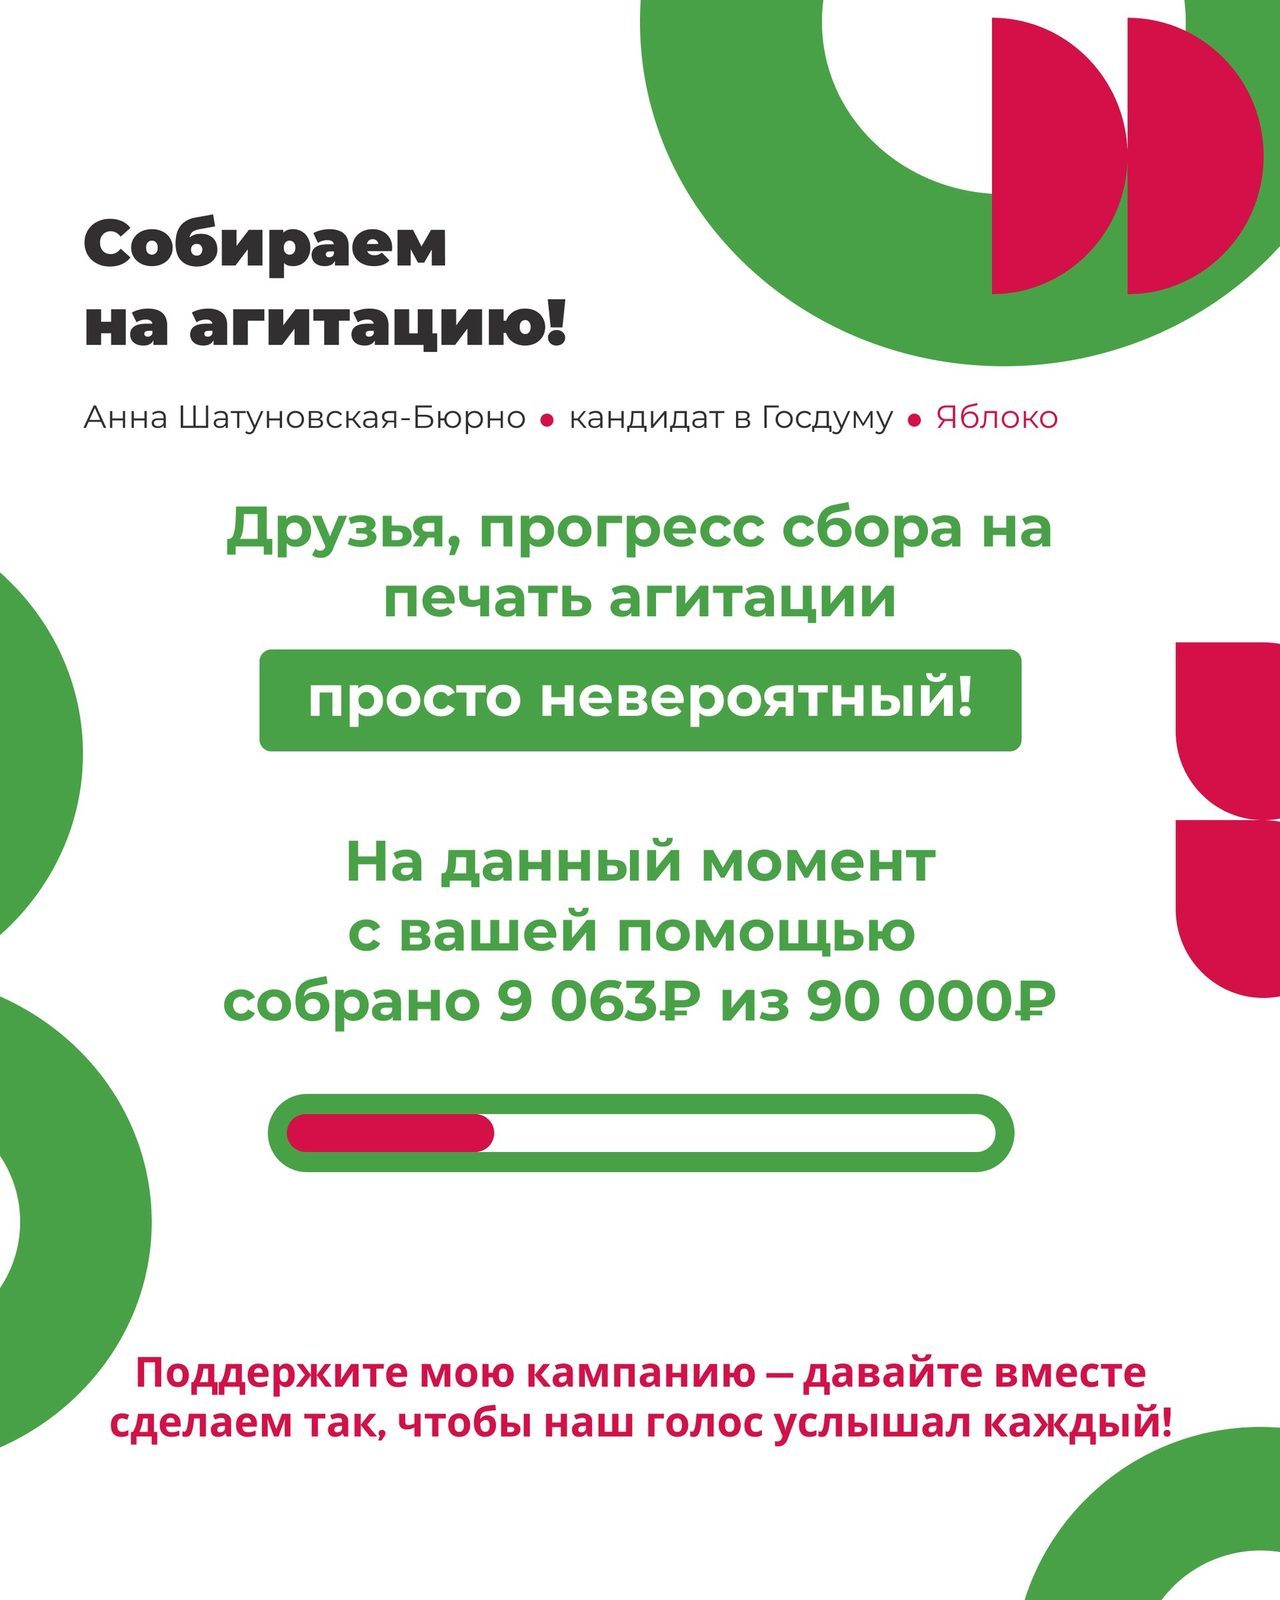 Собираем
на агитацию!
Анна Шатуновская-Бюрно • кандидат в Госдуму • Яблоко
Друзья, прогресс сбора на
печать агитации
просто невероятный!
На данный момент
с вашей помощью
собрано 9 063₽ из 90 000₽
Поддержите мою кампанию – давайте вместе
сделаем так, чтобы наш голос услышал каждый!